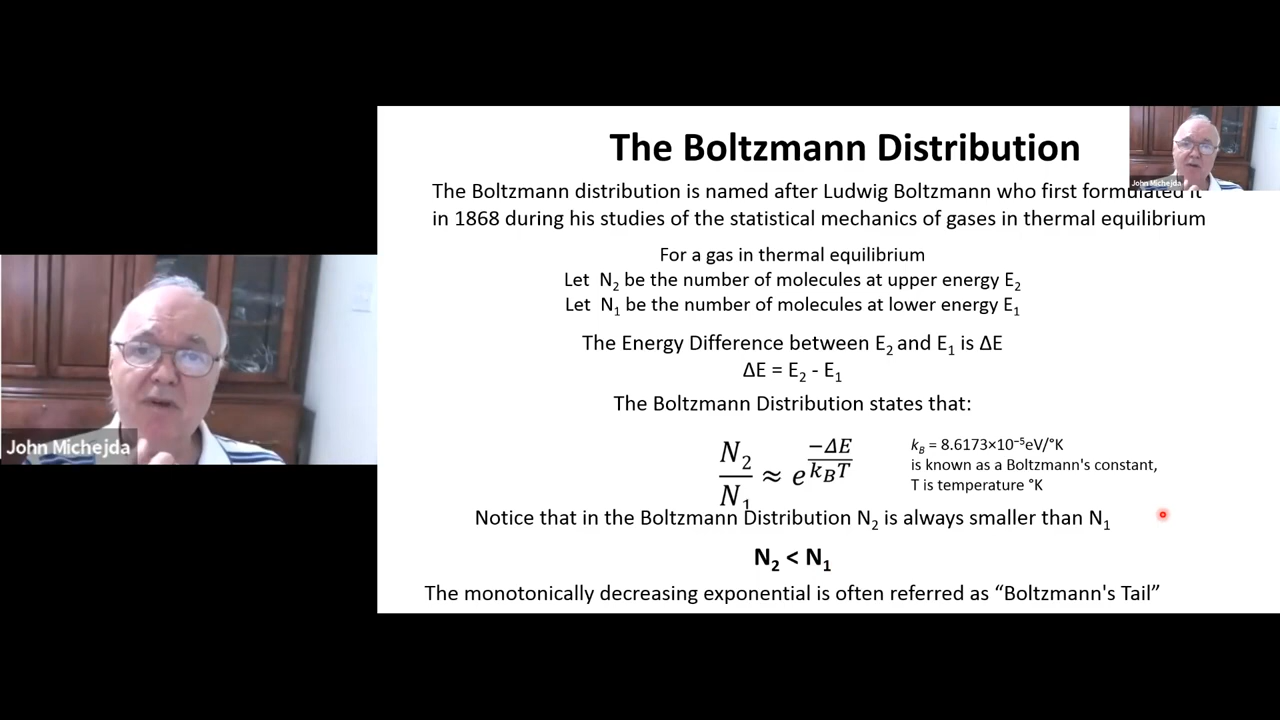 The Boltzmann Distribution
The Boltzmann distribution is named after Ludwig Boltzmann who first formulated it
John Michejda
in 1868 during his studies of the statistical mechanics of gases in thermal equilibrium
For a gas in thermal equilibrium
Let N₂ be the number of molecules at upper energy E₂
Let N₁ be the number of molecules at lower energy E₁
The Energy Difference between E₂ and E₁ is ΔE
ΔE = E₂ - E₁
The Boltzmann Distribution states that:
N₂/N₁ ≈ e^(-ΔE/k_BT)
k_B = 8.6173×10⁻⁵eV/°K
is known as a Boltzmann's constant,
T is temperature °K
John Michejda
Notice that in the Boltzmann Distribution N₂ is always smaller than N₁
N₂ < N₁
The monotonically decreasing exponential is often referred as “Boltzmann's Tail”